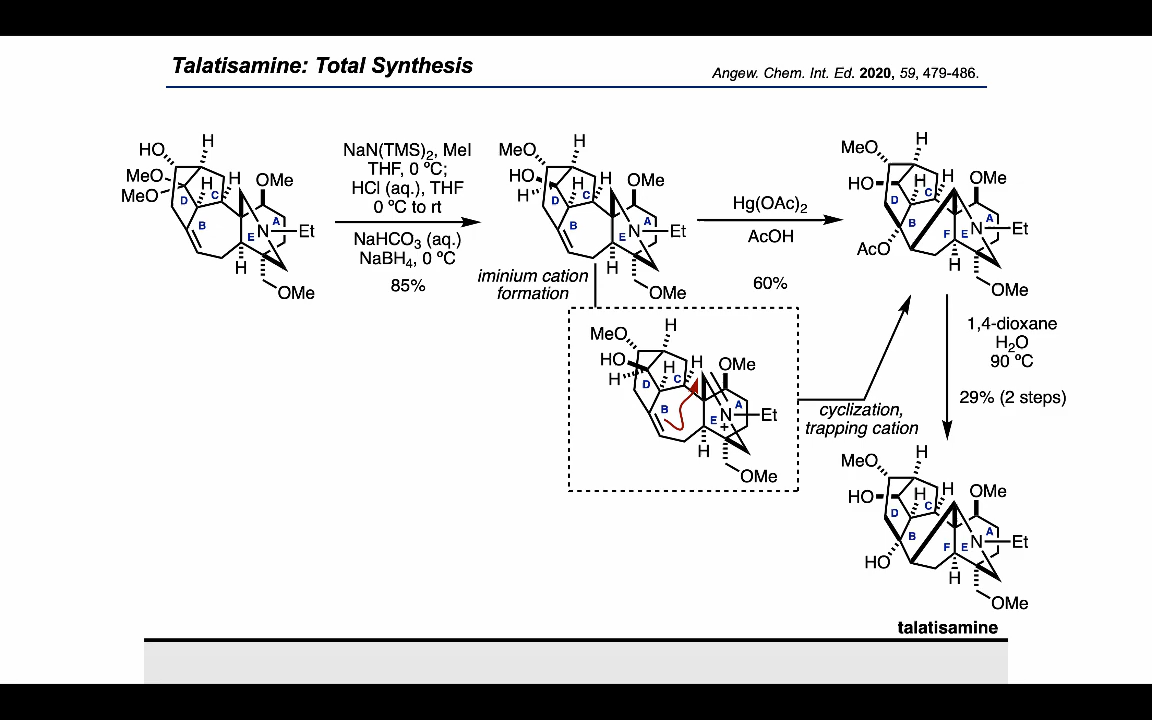 Talatisamine: Total Synthesis
Angew. Chem. Int. Ed. 2020, 59, 479-486.
HO
H
MeO
MeO
H
H
OMe
D
C
B
A
E
N
Et
H
OMe
NaN(TMS)₂, MeI
THF, 0 ºC;
HCl (aq.), THF
0 ºC to rt
NaHCO₃ (aq.)
NaBH₄, 0 ºC
85%
MeO
H
HO
H
H
H
OMe
D
C
B
A
E
N
Et
H
OMe
iminium cation
formation
Hg(OAc)₂
AcOH
60%
MeO
H
HO
H
H
OMe
D
C
B
A
F
E
N
Et
AcO
H
OMe
MeO
H
HO
H
H
H
OMe
D
C
B
A
E
N
+
Et
H
OMe
cyclization,
trapping cation
1,4-dioxane
H₂O
90 ºC
29% (2 steps)
MeO
H
HO
H
H
OMe
D
C
B
A
F
E
N
Et
HO
H
OMe
talatisamine